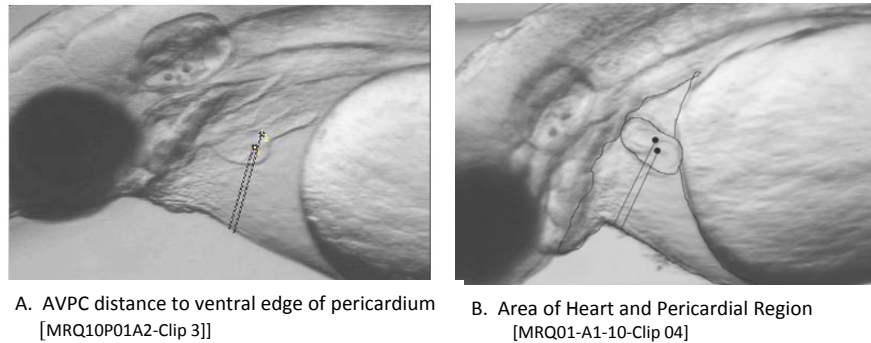 A. AVPC distance to ventral edge of pericardium
[MRQ10P01A2-Clip 3]]
B. Area of Heart and Pericardial Region
[MRQ01-A1-10-Clip 04]